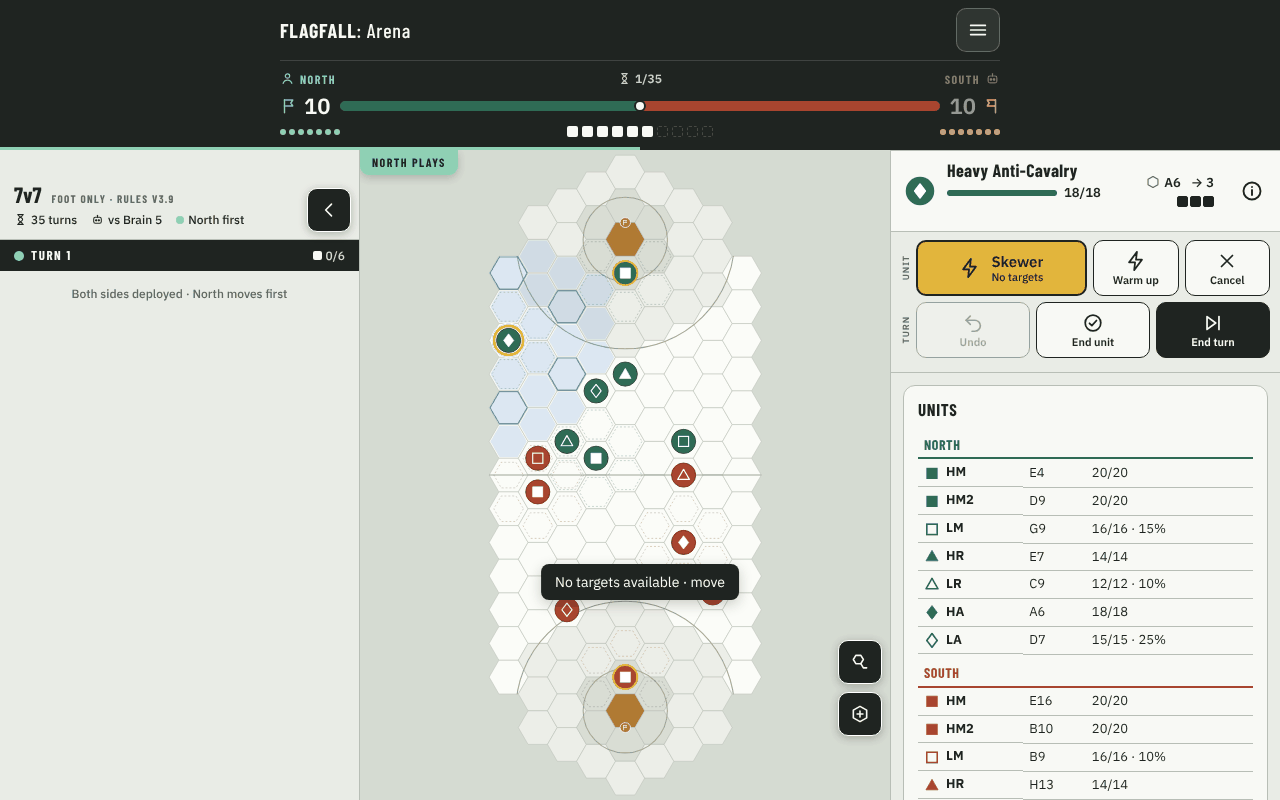 FLAGFALL: Arena
NORTH
1/35
SOUTH
10
10
NORTH PLAYS
7v7 FOOT ONLY · RULES V3.9
35 turns vs Brain 5 North first
TURN 1 0/6
Both sides deployed · North moves first
F
No targets available · move
F
Heavy Anti-Cavalry
18/18
A6 → 3
UNIT
Skewer
No targets
Warm up
Cancel
TURN
Undo
End unit
End turn
UNITS
NORTH
HM E4 20/20
HM2 D9 20/20
LM G9 16/16 · 15%
HR E7 14/14
LR C9 12/12 · 10%
HA A6 18/18
LA D7 15/15 · 25%
SOUTH
HM E16 20/20
HM2 B10 20/20
LM B9 16/16 · 10%
HR H13 14/14